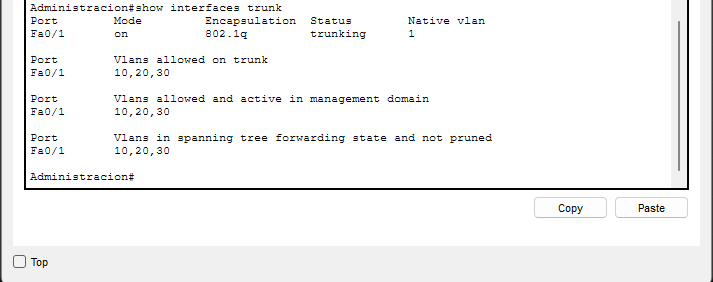 Administracion#show interfaces trunk
Port Mode Encapsulation Status Native vlan
Fa0/1 on 802.1q trunking 1
Port Vlans allowed on trunk
Fa0/1 10,20,30
Port Vlans allowed and active in management domain
Fa0/1 10,20,30
Port Vlans in spanning tree forwarding state and not pruned
Fa0/1 10,20,30
Administracion#
Copy Paste
Top